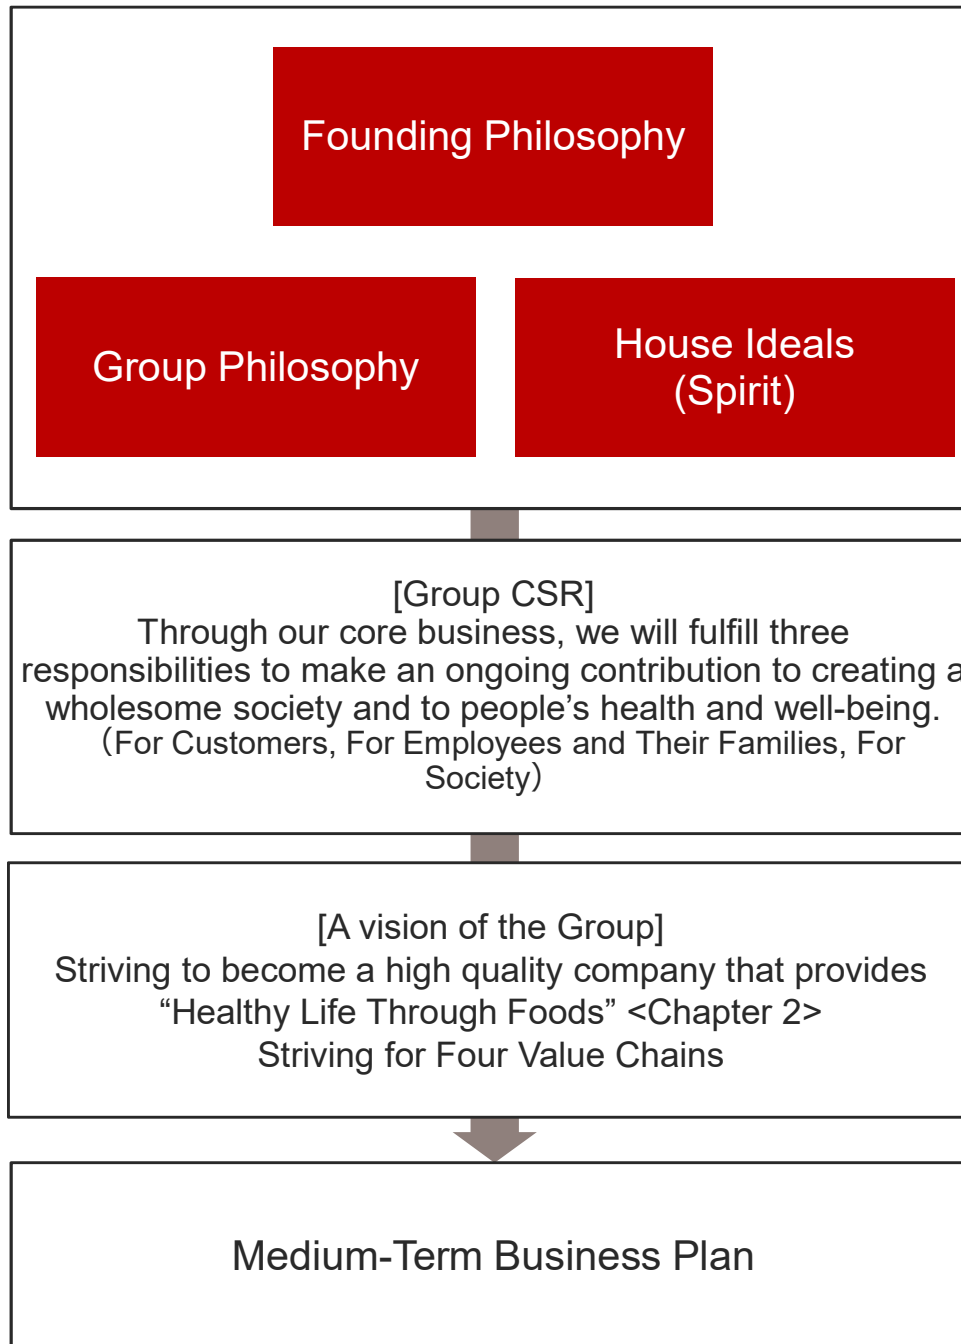 Founding Philosophy
Group Philosophy
House Ideals
(Spirit)
[Group CSR]
Through our core business, we will fulfill three
responsibilities to make an ongoing contribution to creating a
wholesome society and to people’s health and well-being.
（For Customers, For Employees and Their Families, For
Society）
[A vision of the Group]
Striving to become a high quality company that provides
“Healthy Life Through Foods” <Chapter 2>
Striving for Four Value Chains
Medium-Term Business Plan